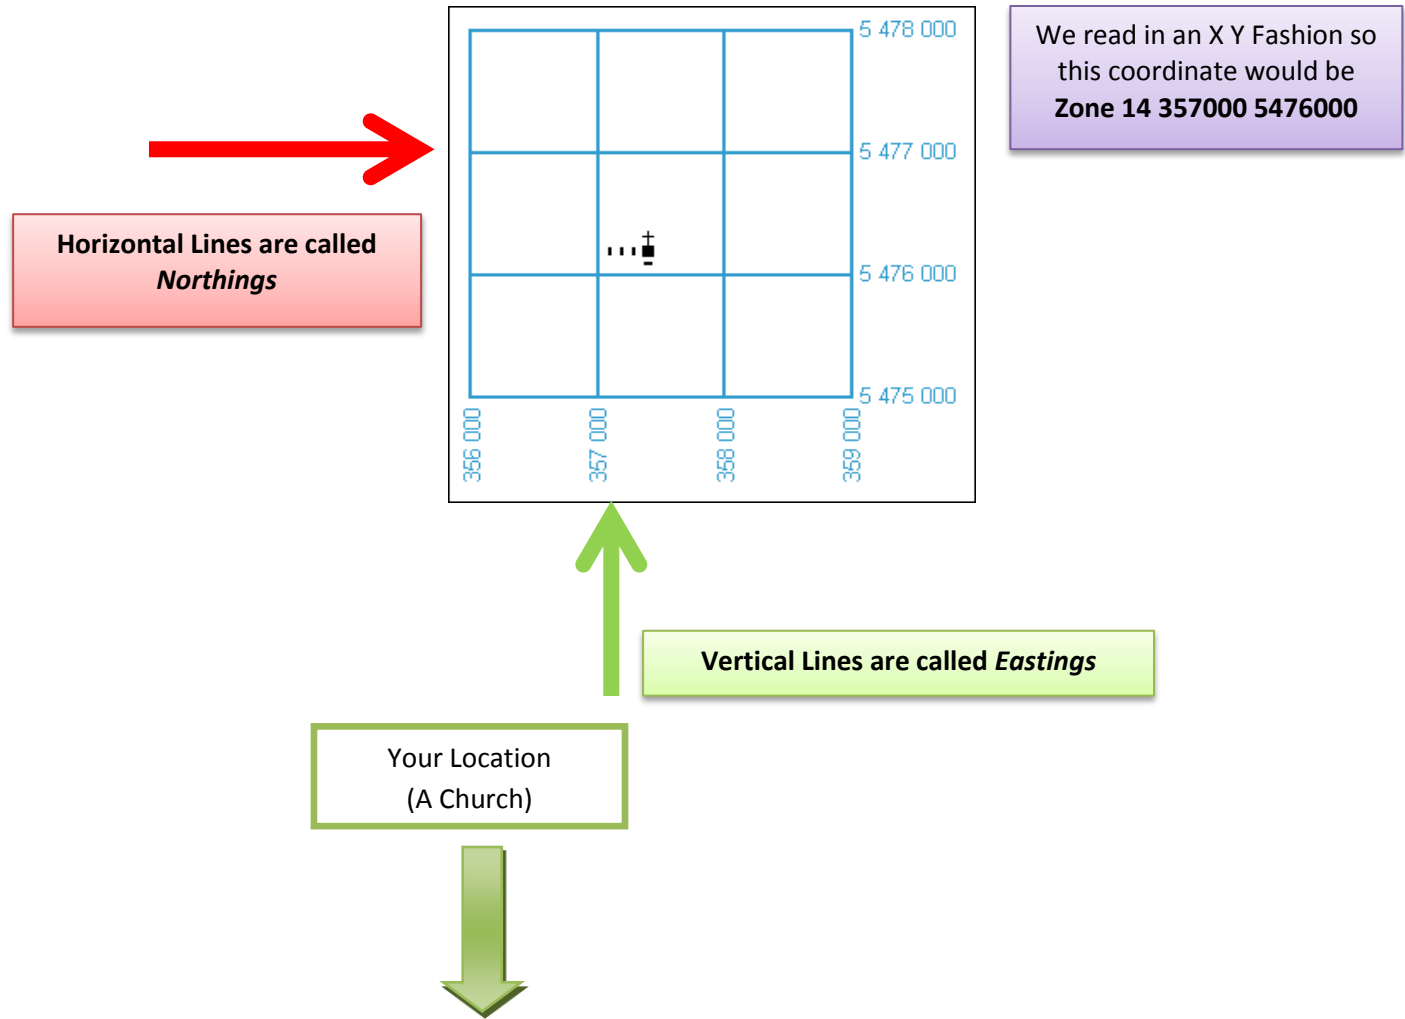 5 478 000
5 477 000
5 476 000
5 475 000
356 000
357 000
358 000
359 000
We read in an X Y Fashion so
this coordinate would be
Zone 14 357000 5476000
Horizontal Lines are called
Northings
Vertical Lines are called Eastings
Your Location
(A Church)